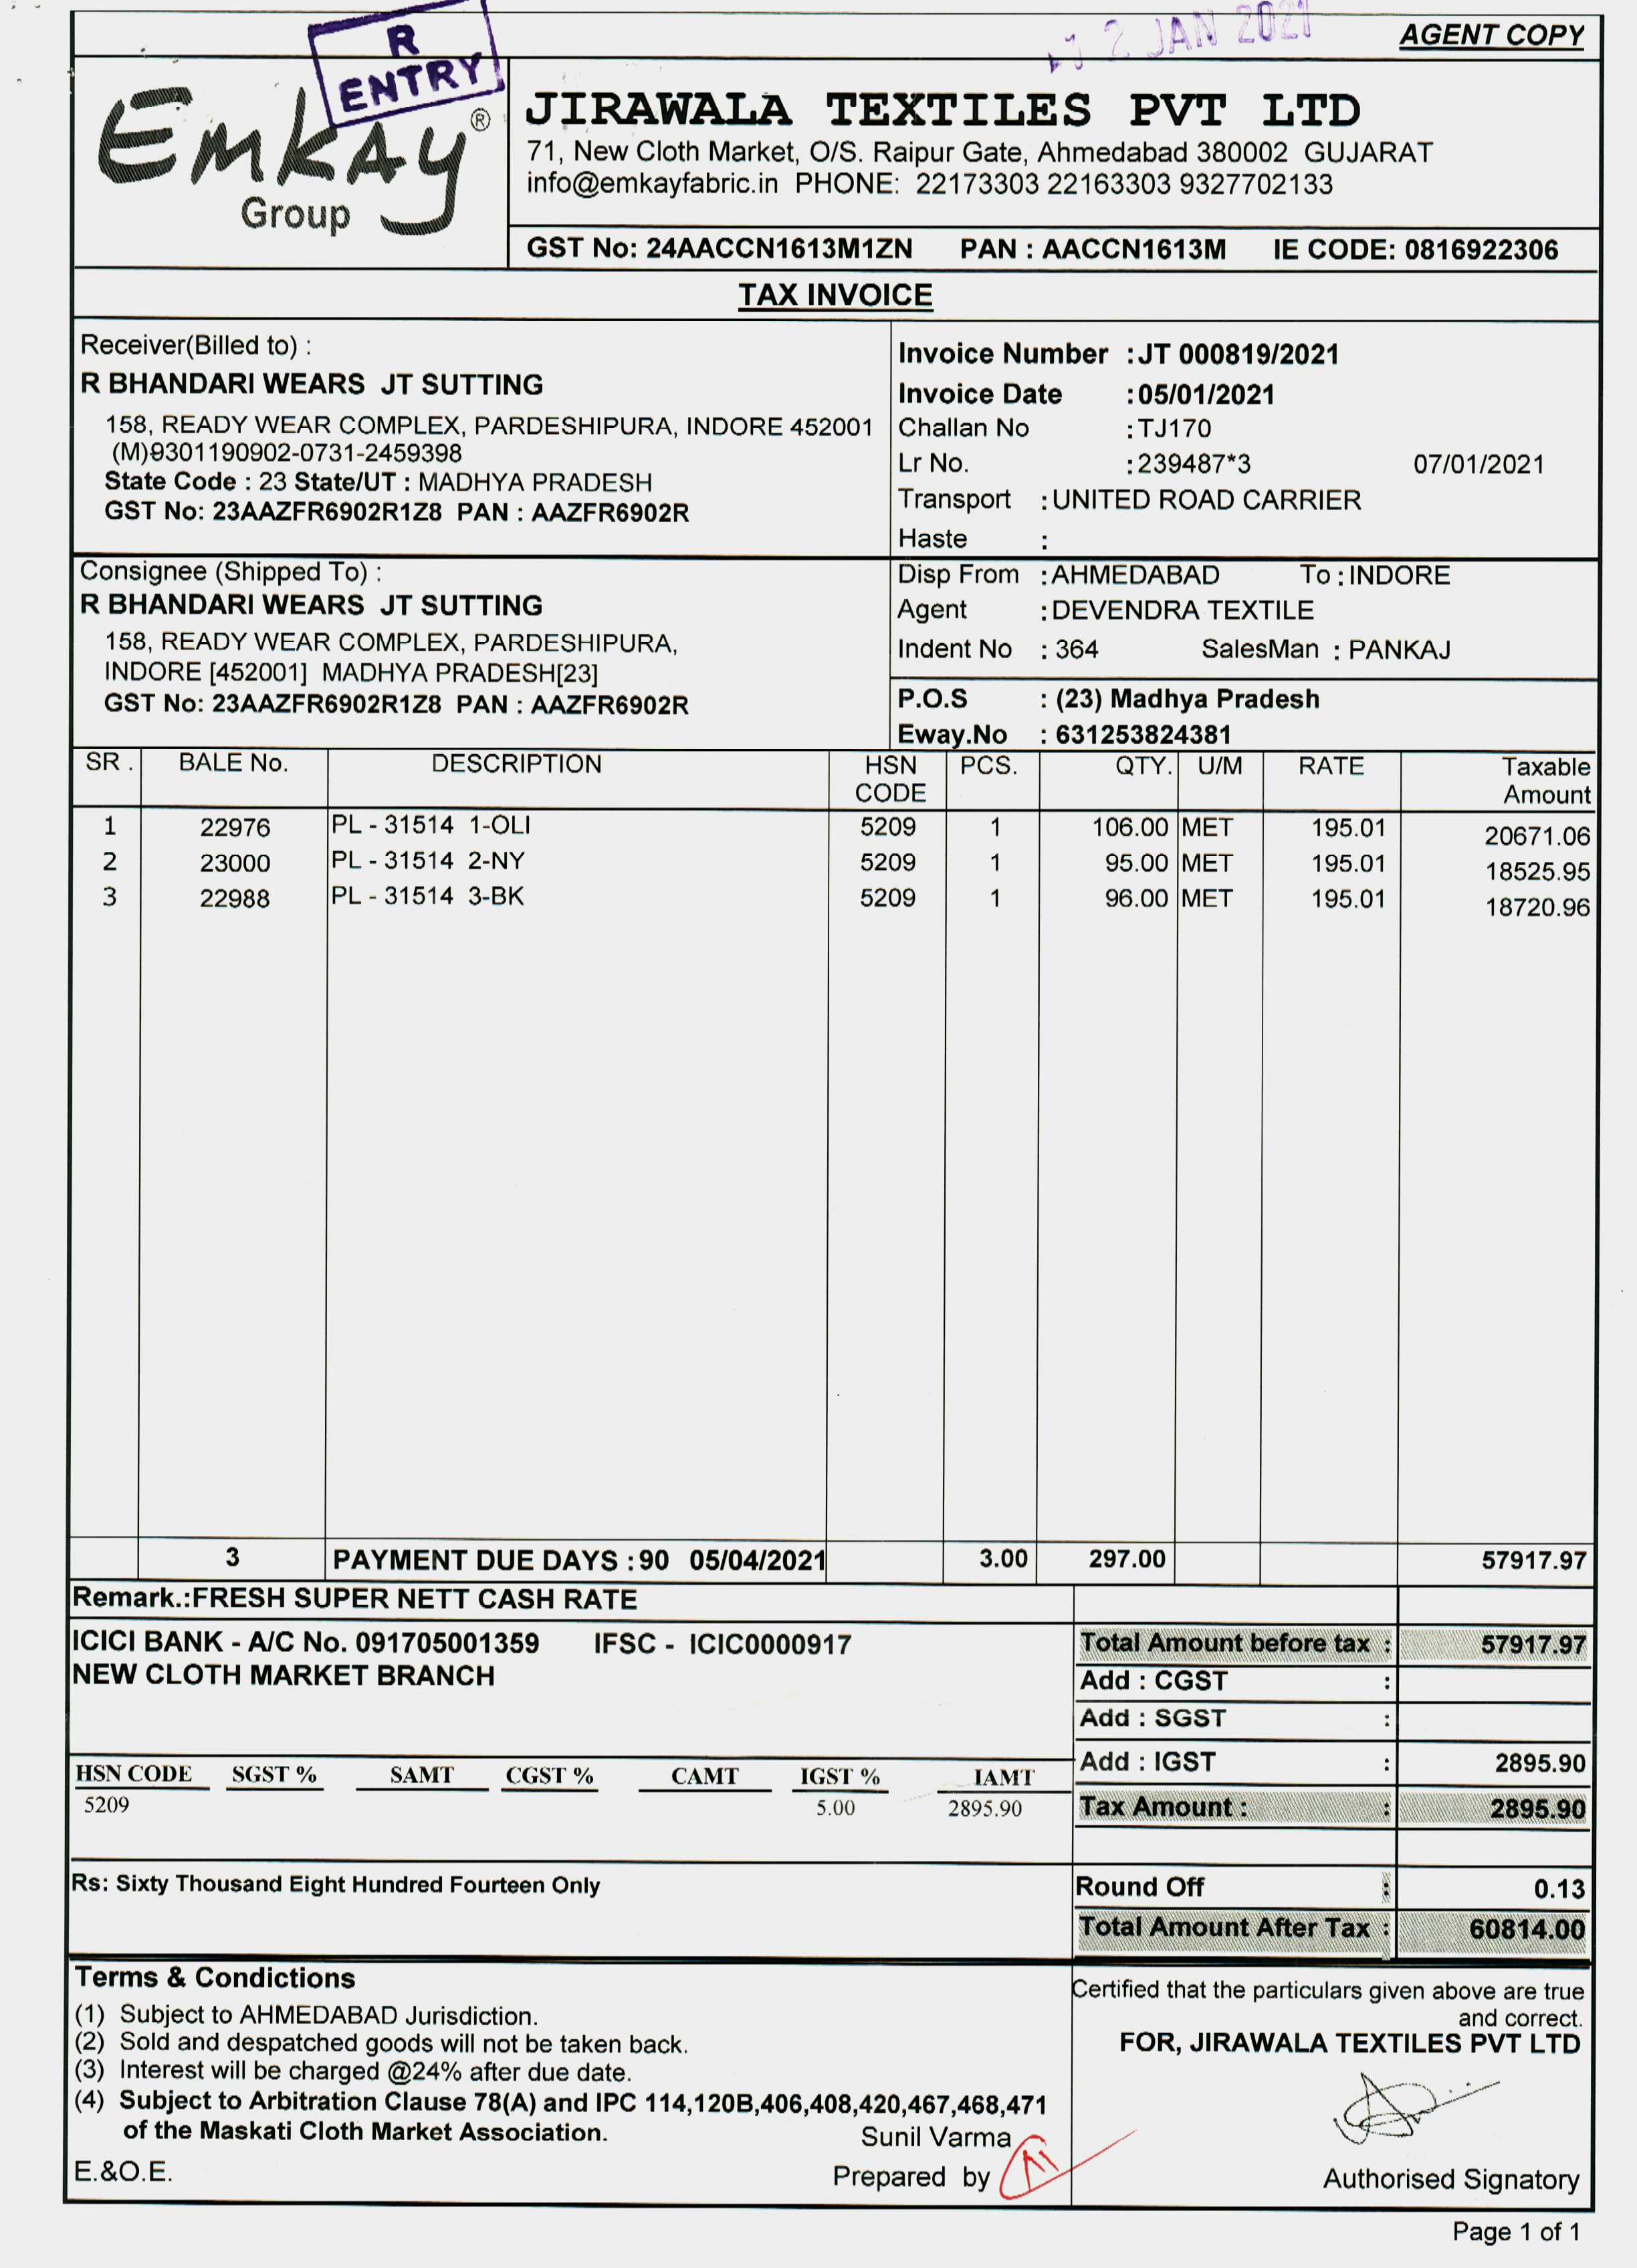 R
ENTRY
12 JAN 2021
AGENT COPY
Emkay®
Group
JIRAWALA TEXTILES PVT LTD
71, New Cloth Market, O/S. Raipur Gate, Ahmedabad 380002 GUJARAT
info@emkayfabric.in PHONE: 22173303 22163303 9327702133
GST No: 24AACCN1613M1ZN PAN : AACCN1613M IE CODE: 0816922306
TAX INVOICE
Receiver(Billed to) :
R BHANDARI WEARS JT SUTTING
158, READY WEAR COMPLEX, PARDESHIPURA, INDORE 452001
(M)9301190902-0731-2459398
State Code : 23 State/UT : MADHYA PRADESH
GST No: 23AAZFR6902R1Z8 PAN : AAZFR6902R
Invoice Number : JT 000819/2021
Invoice Date : 05/01/2021
Challan No : TJ170
Lr No. : 239487*3 07/01/2021
Transport : UNITED ROAD CARRIER
Haste :
Consignee (Shipped To) :
R BHANDARI WEARS JT SUTTING
158, READY WEAR COMPLEX, PARDESHIPURA,
INDORE [452001] MADHYA PRADESH[23]
GST No: 23AAZFR6902R1Z8 PAN : AAZFR6902R
Disp From : AHMEDABAD To : INDORE
Agent : DEVENDRA TEXTILE
Indent No : 364 SalesMan : PANKAJ
P.O.S : (23) Madhya Pradesh
Eway.No : 631253824381
SR. BALE No. DESCRIPTION HSN CODE PCS. QTY. U/M RATE Taxable Amount
1 22976 PL - 31514 1-OLI 5209 1 106.00 MET 195.01 20671.06
2 23000 PL - 31514 2-NY 5209 1 95.00 MET 195.01 18525.95
3 22988 PL - 31514 3-BK 5209 1 96.00 MET 195.01 18720.96
3 PAYMENT DUE DAYS : 90 05/04/2021 3.00 297.00 57917.97
Remark.:FRESH SUPER NETT CASH RATE
ICICI BANK - A/C No. 091705001359 IFSC - ICIC0000917
NEW CLOTH MARKET BRANCH
Total Amount before tax : 57917.97
Add : CGST :
Add : SGST :
Add : IGST : 2895.90
Tax Amount : : 2895.90
HSN CODE SGST % SAMT CGST % CAMT IGST % IAMT
5209 5.00 2895.90
Rs: Sixty Thousand Eight Hundred Fourteen Only
Round Off : 0.13
Total Amount After Tax : 60814.00
Terms & Condictions
(1) Subject to AHMEDABAD Jurisdiction.
(2) Sold and despatched goods will not be taken back.
(3) Interest will be charged @24% after due date.
(4) Subject to Arbitration Clause 78(A) and IPC 114,120B,406,408,420,467,468,471
of the Maskati Cloth Market Association.
E.&O.E.
Sunil Varma
Prepared by
Certified that the particulars given above are true
and correct.
FOR, JIRAWALA TEXTILES PVT LTD
Authorised Signatory
Page 1 of 1